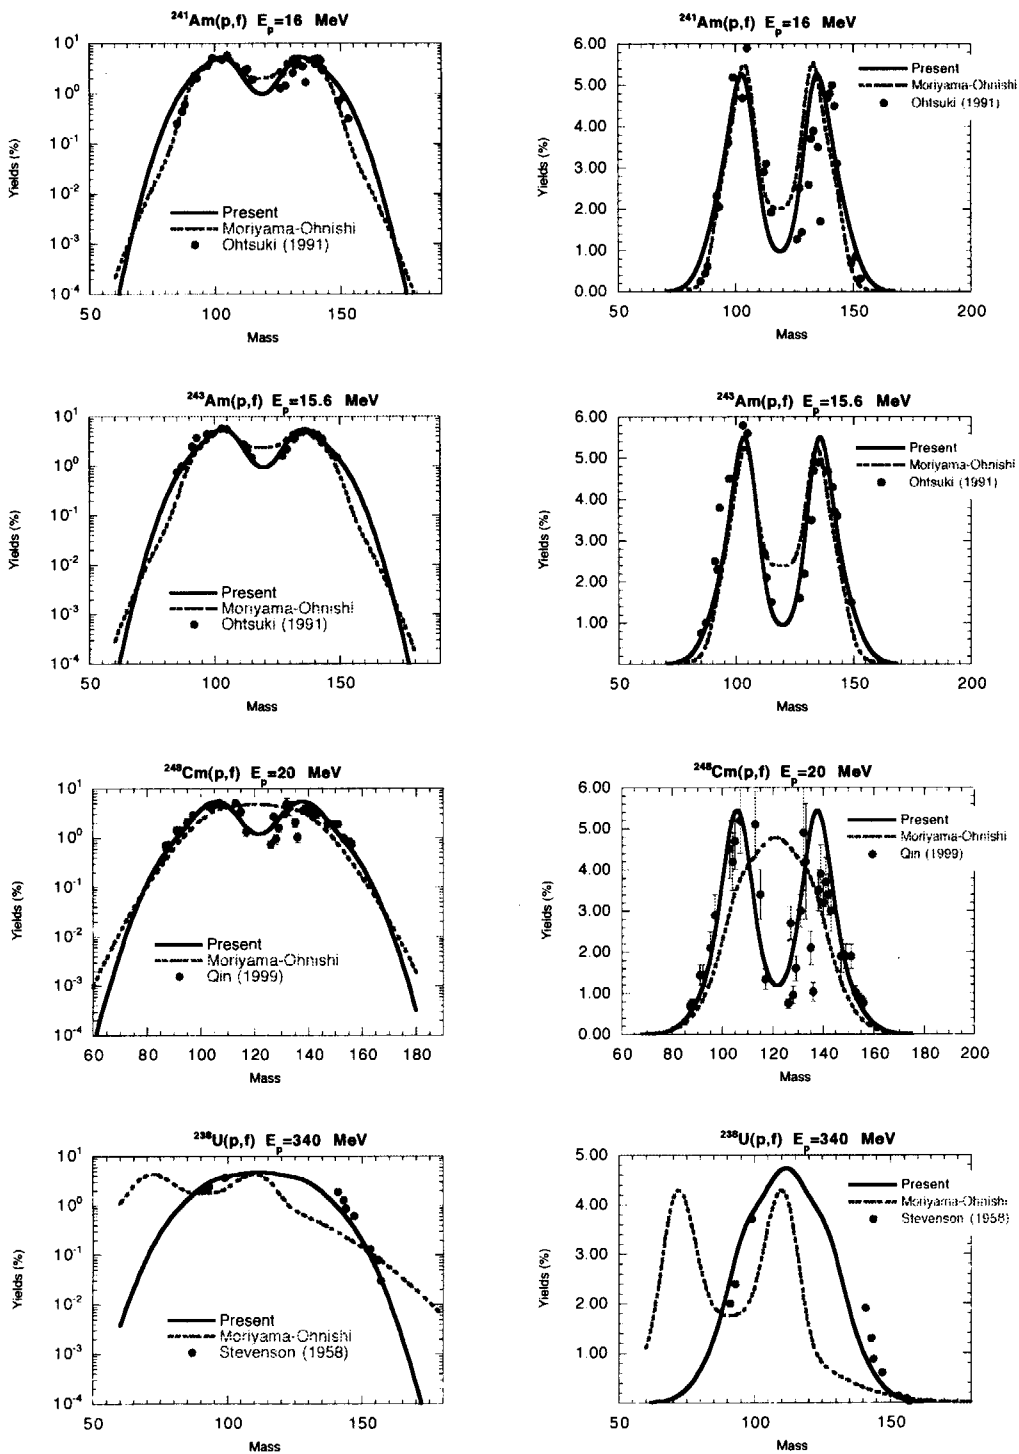 ²⁴¹Am(p,f) Eₚ=16 MeV
10¹
10⁰
10⁻¹
10⁻²
10⁻³
10⁻⁴
Yields (%)
Present
Moriyama-Ohnishi
Ohtsuki (1991)
50 100 150
Mass
²⁴¹Am(p,f) Eₚ=16 MeV
6.00
5.00
4.00
3.00
2.00
1.00
0.00
Yields (%)
Present
Moriyama-Ohnishi
Ohtsuki (1991)
50 100 150 200
Mass
²⁴³Am(p,f) Eₚ=15.6 MeV
10¹
10⁰
10⁻¹
10⁻²
10⁻³
10⁻⁴
Yields (%)
Present
Moriyama-Ohnishi
Ohtsuki (1991)
50 100 150
Mass
²⁴³Am(p,f) Eₚ=15.6 MeV
6.00
5.00
4.00
3.00
2.00
1.00
Yields (%)
Present
Moriyama-Ohnishi
Ohtsuki (1991)
50 100 150 200
Mass
²⁴⁸Cm(p,f) Eₚ=20 MeV
10¹
10⁰
10⁻¹
10⁻²
10⁻³
10⁻⁴
Yields (%)
Present
Moriyama-Ohnishi
Qin (1999)
60 80 100 120 140 160 180
Mass
²⁴⁸Cm(p,f) Eₚ=20 MeV
6.00
5.00
4.00
3.00
2.00
1.00
0.00
Yields (%)
Present
Moriyama-Ohnishi
Qin (1999)
60 80 100 120 140 160 180 200
Mass
²³⁸U(p,f) Eₚ=340 MeV
10¹
10⁰
10⁻¹
10⁻²
10⁻³
10⁻⁴
Yields (%)
Present
Moriyama-Ohnishi
Stevenson (1958)
50 100 150
Mass
²³⁸U(p,f) Eₚ=340 MeV
5.00
4.00
3.00
2.00
1.00
Yields (%)
Present
Moriyama-Ohnishi
Stevenson (1958)
50 100 150
Mass